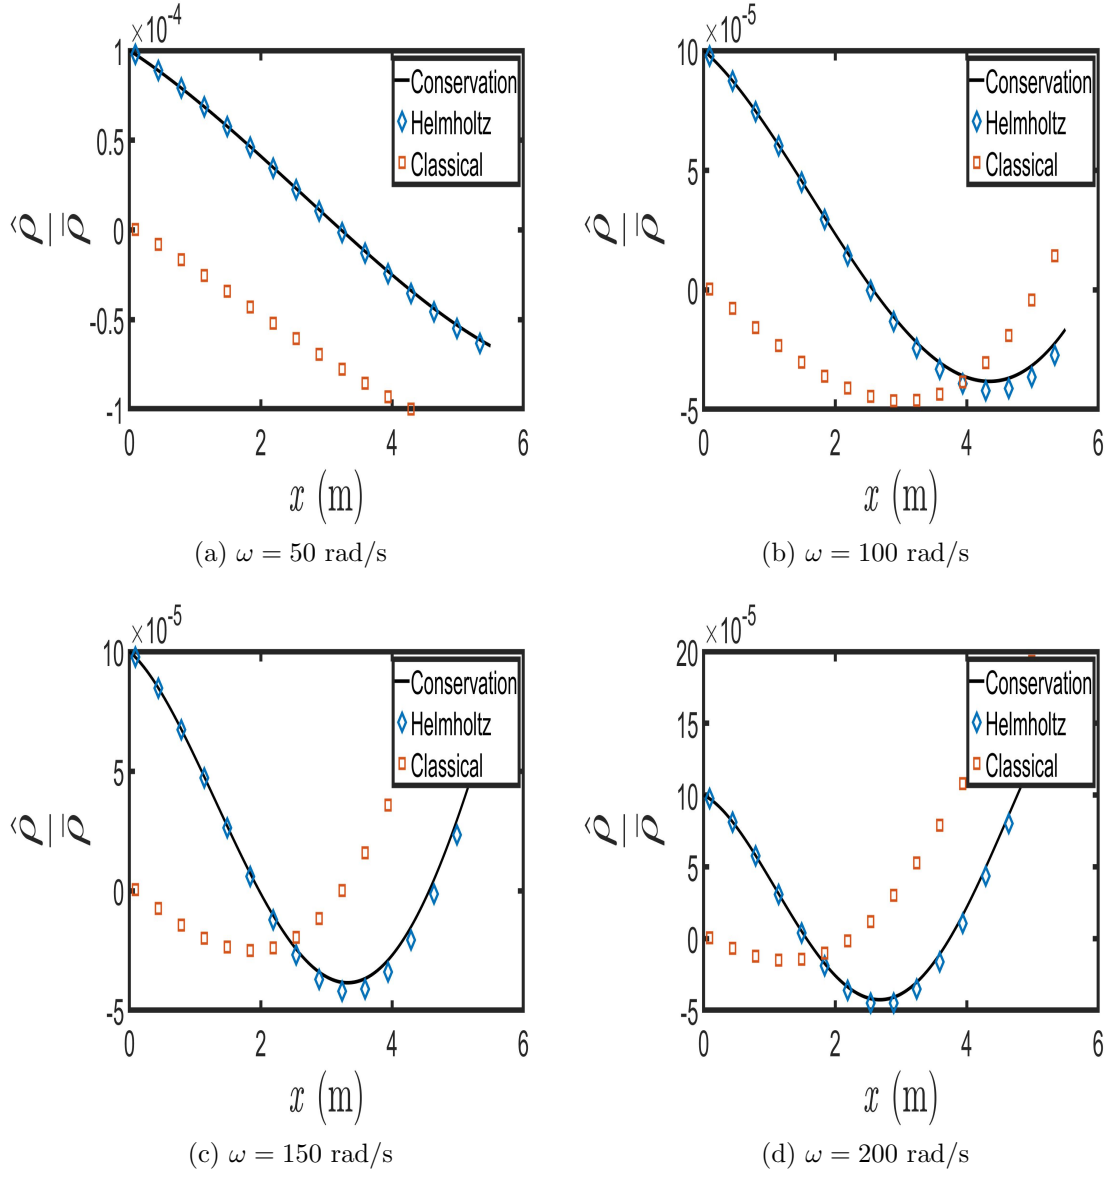 ×10-4
1
0.5
0
-0.5
-1
0 2 4 6
ρ̂/ρ̄
x (m)
Conservation
Helmholtz
Classical
(a) ω = 50 rad/s
×10-5
10
5
0
-5
0 2 4 6
ρ̂/ρ̄
x (m)
Conservation
Helmholtz
Classical
(b) ω = 100 rad/s
×10-5
10
5
0
-5
0 2 4 6
ρ̂/ρ̄
x (m)
Conservation
Helmholtz
Classical
(c) ω = 150 rad/s
×10-5
20
15
10
5
0
-5
0 2 4 6
ρ̂/ρ̄
x (m)
Conservation
Helmholtz
Classical
(d) ω = 200 rad/s